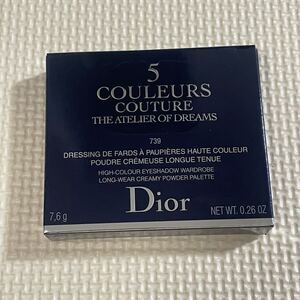 5
COULEURS
COUTURE
THE ATELIER OF DREAMS
739
DRESSING DE FARDS À PAUPIÈRES HAUTE COULEUR
POUDRE CRÉMEUSE LONGUE TENUE
HIGH-COLOUR EYESHADOW WARDROBE
LONG-WEAR CREAMY POWDER PALETTE
Dior
7,6 g NET WT. 0.26 OZ